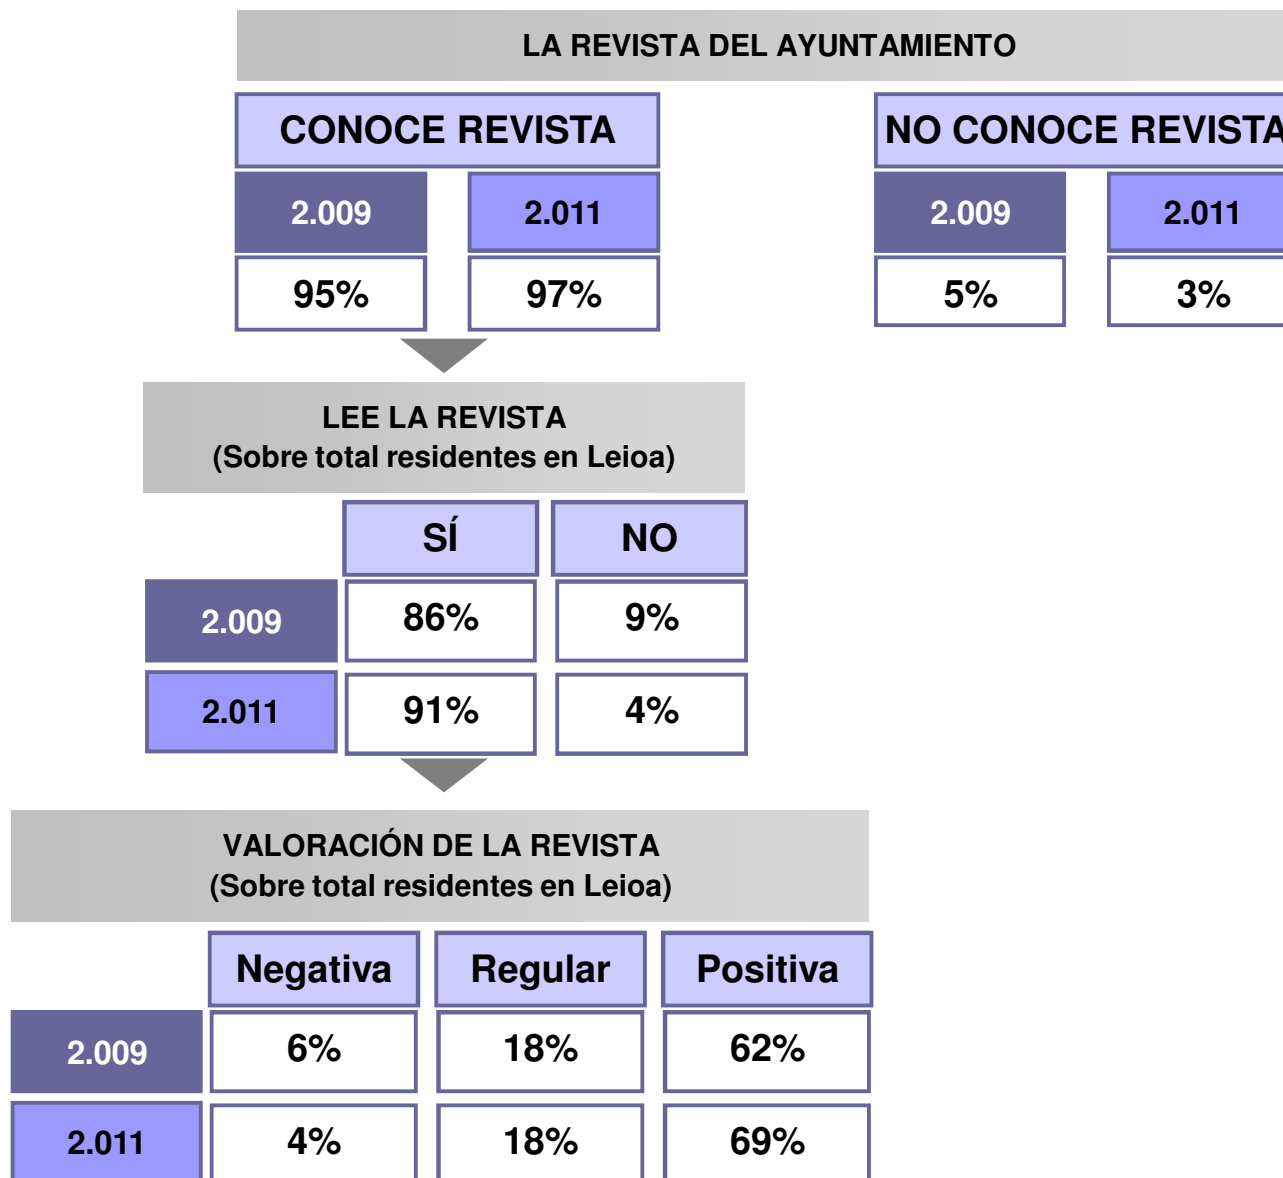 LA REVISTA DEL AYUNTAMIENTO
CONOCE REVISTA
NO CONOCE REVISTA
2.009
2.011
2.009
2.011
95%
97%
5%
3%
LEE LA REVISTA
(Sobre total residentes en Leioa)
SÍ
NO
2.009
86%
9%
2.011
91%
4%
VALORACIÓN DE LA REVISTA
(Sobre total residentes en Leioa)
Negativa
Regular
Positiva
2.009
6%
18%
62%
2.011
4%
18%
69%